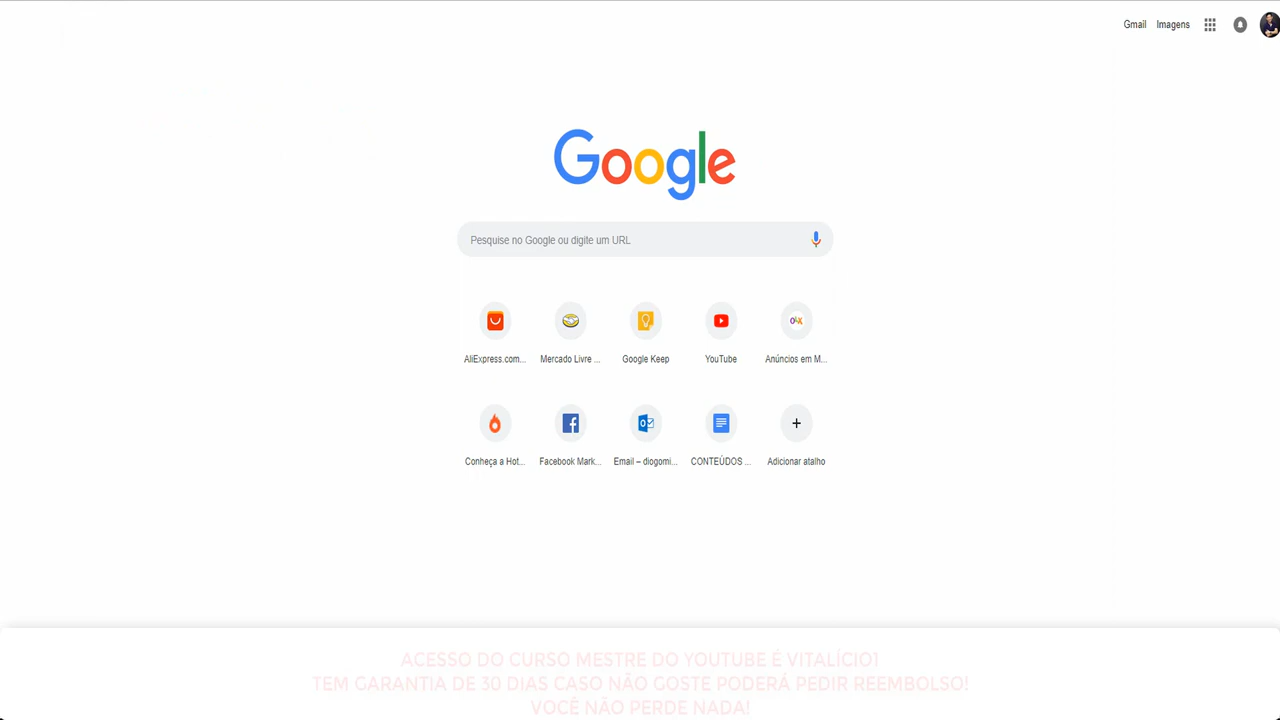 Gmail Imagens
Google
Pesquise no Google ou digite um URL
AliExpress.com... Mercado Livre ... Google Keep YouTube Anúncios em M...
Conheça a Hot... Facebook Mark... Email – diogomi... CONTEÚDOS ... Adicionar atalho
ACESSO DO CURSO MESTRE DO YOUTUBE É VITALÍCIO1
TEM GARANTIA DE 30 DIAS CASO NÃO GOSTE PODERÁ PEDIR REEMBOLSO!
VOCÊ NÃO PERDE NADA!